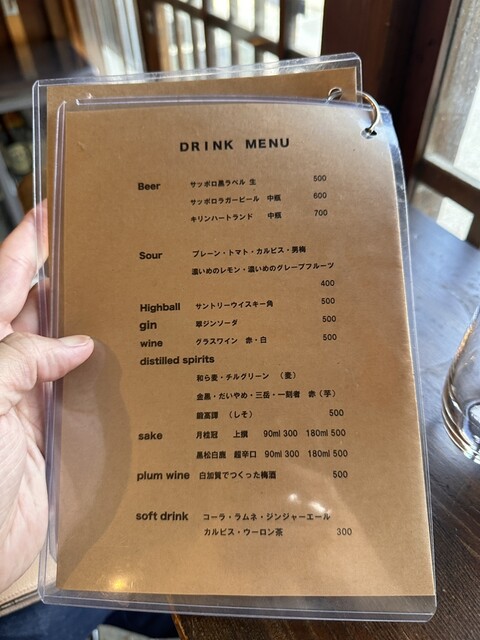 DRINK MENU
Beer サッポロ黒ラベル 生 500
サッポロラガービール 中瓶 600
キリンハートランド 中瓶 700
Sour プレーン・トマト・カルピス・男梅
濃いめのレモン・濃いめのグレープフルーツ
400
Highball サントリーウイスキー角 500
gin 翠ジンソーダ 500
wine グラスワイン 赤・白 500
distilled spirits
和ら麦・チルグリーン （麦）
金黒・だいやめ・三岳・一刻者 赤（芋）
鍛高譚 （しそ） 500
sake 月桂冠 上撰 90ml 300 180ml 500
黒松白鹿 超辛口 90ml 300 180ml 500
plum wine 白加賀でつくった梅酒 500
soft drink コーラ・ラムネ・ジンジャーエール
カルピス・ウーロン茶 300